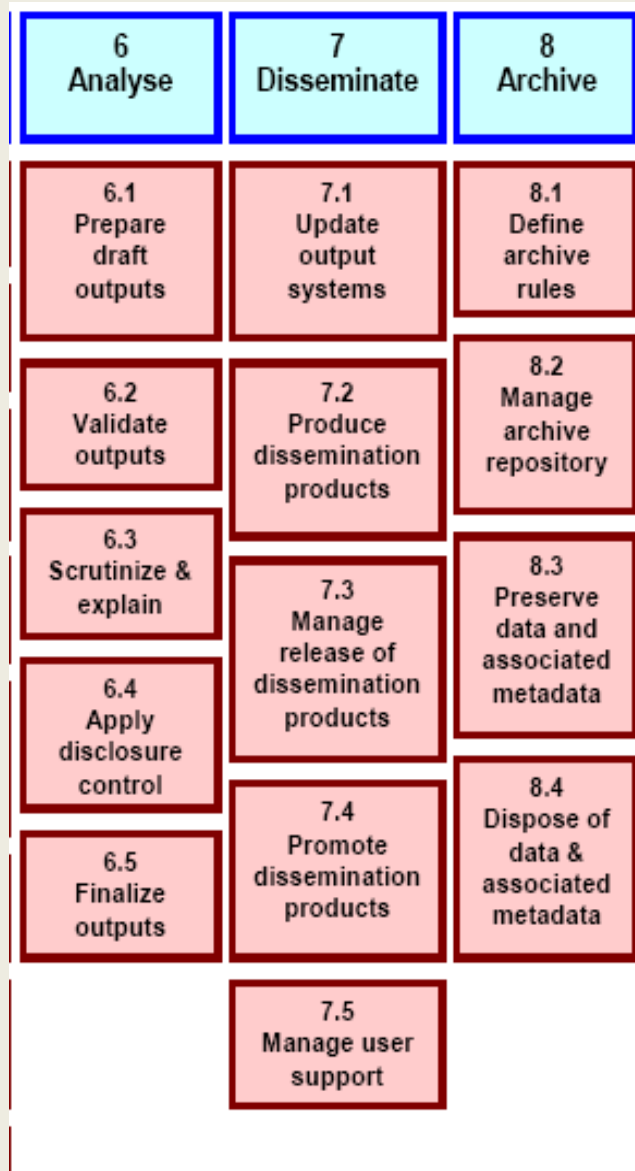 6
Analyse
6.1
Prepare
draft
outputs
6.2
Validate
outputs
6.3
Scrutinize &
explain
6.4
Apply
disclosure
control
6.5
Finalize
outputs
7
Disseminate
7.1
Update
output
systems
7.2
Produce
dissemination
products
7.3
Manage
release of
dissemination
products
7.4
Promote
dissemination
products
7.5
Manage user
support
8
Archive
8.1
Define
archive
rules
8.2
Manage
archive
repository
8.3
Preserve
data and
associated
metadata
8.4
Dispose of
data &
associated
metadata